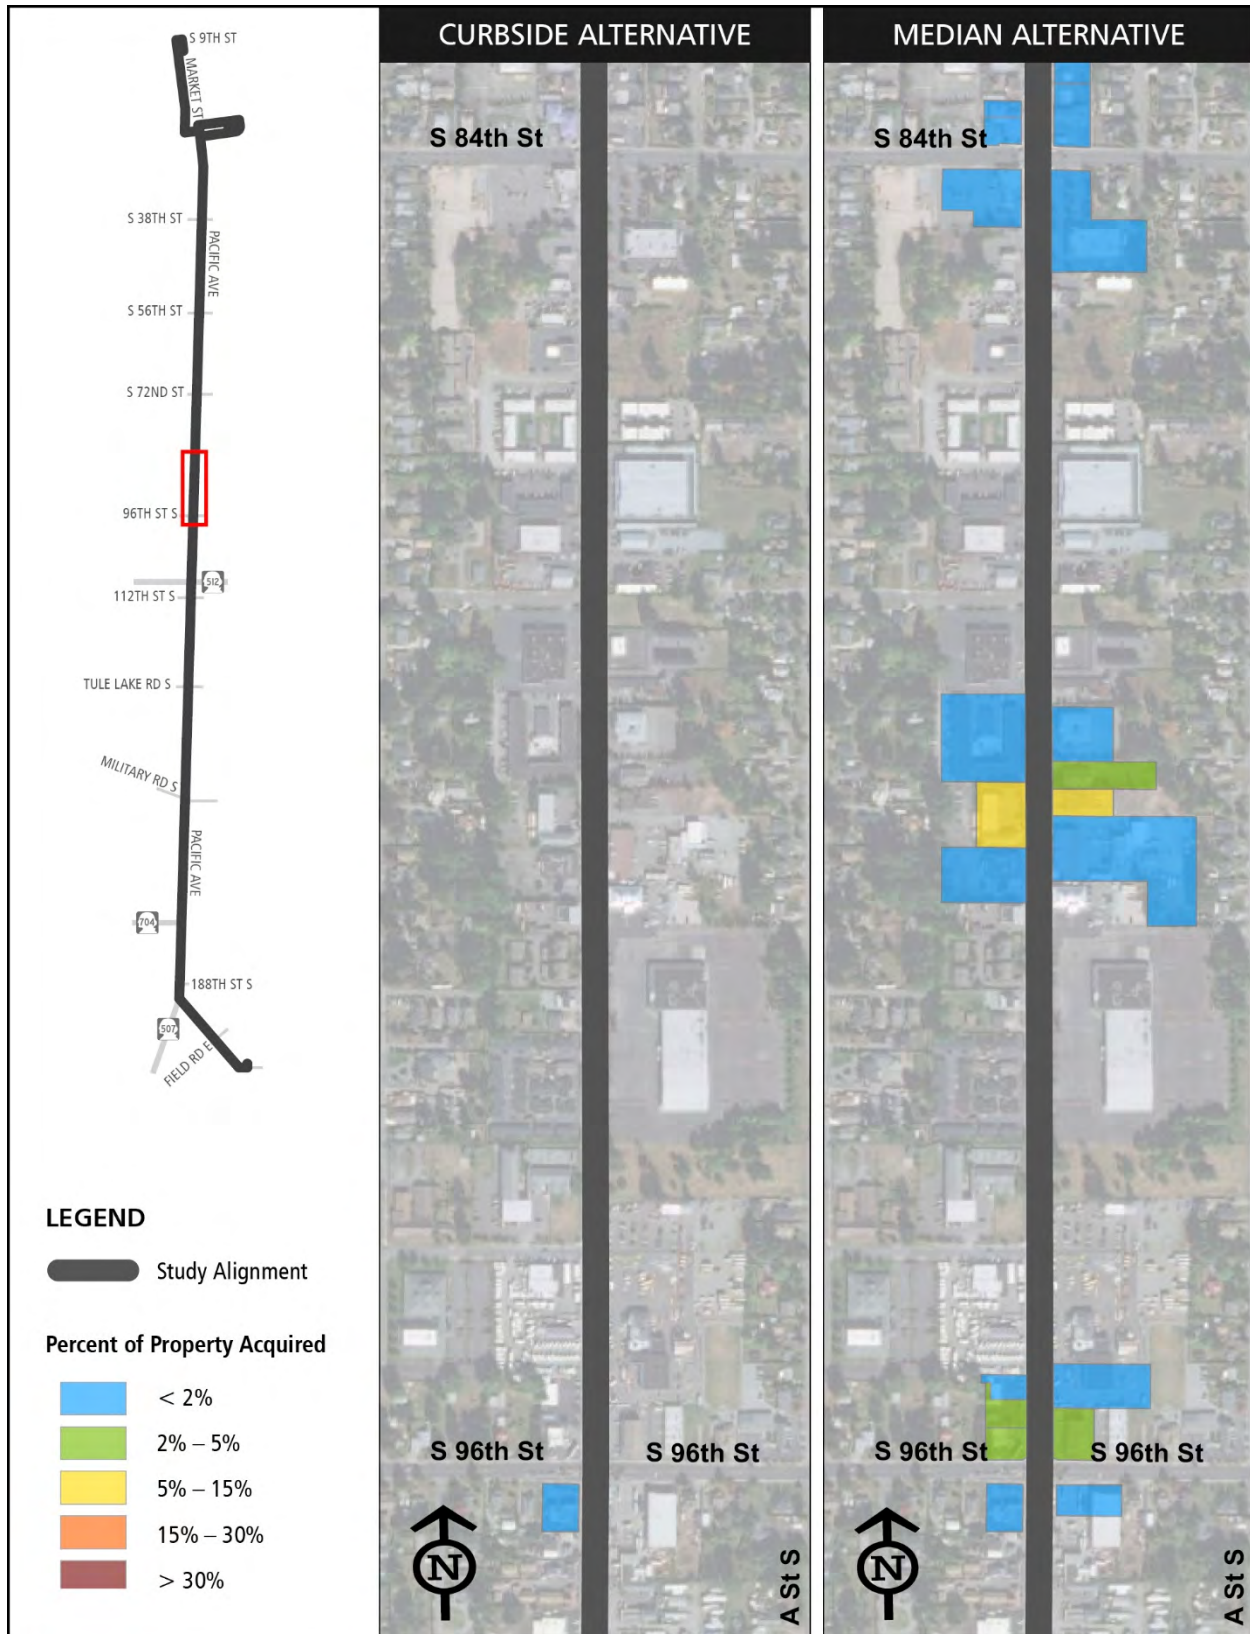 S 9TH ST
MARKET ST
S 38TH ST
PACIFIC AVE
S 56TH ST
S 72ND ST
96TH ST S
512
112TH ST S
TULE LAKE RD S
MILITARY RD S
PACIFIC AVE
704
188TH ST S
507
FIELD RD E
LEGEND
Study Alignment
Percent of Property Acquired
< 2%
2% – 5%
5% – 15%
15% – 30%
> 30%
CURBSIDE ALTERNATIVE
S 84th St
S 96th St
S 96th St
N
A St S
MEDIAN ALTERNATIVE
S 84th St
S 96th St
S 96th St
N
A St S